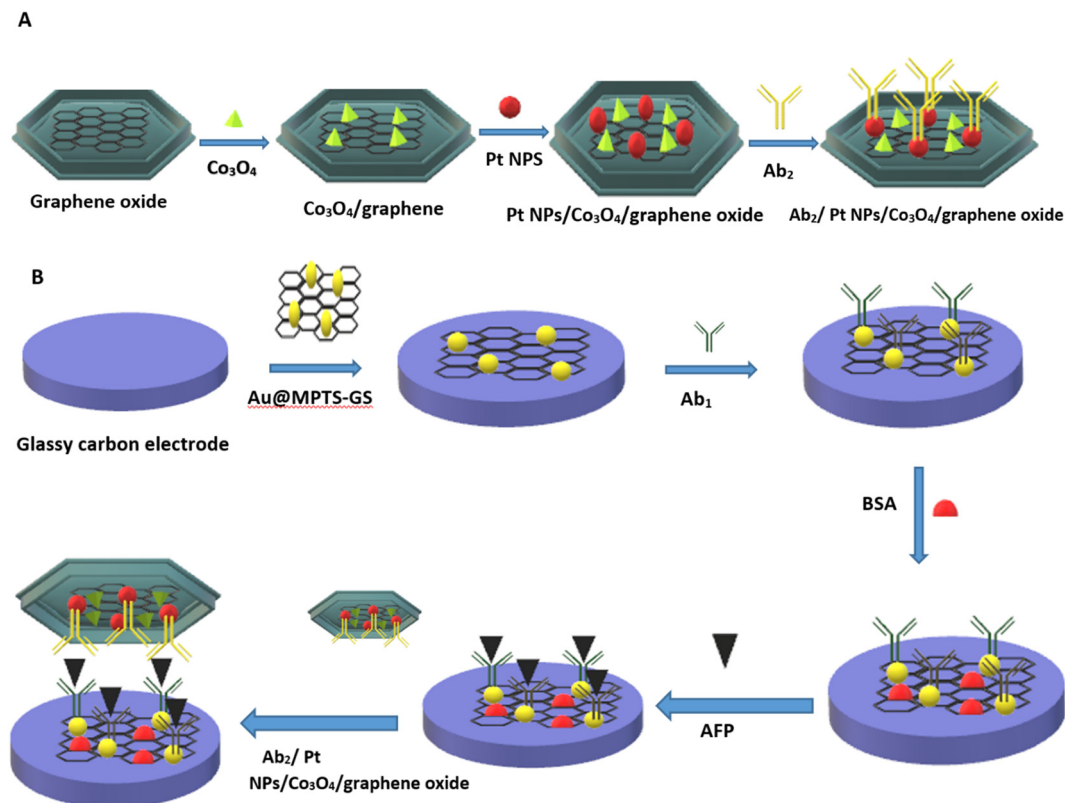 A
Co₃O₄
Pt NPS
Ab₂
Graphene oxide
Co₃O₄/graphene
Pt NPs/Co₃O₄/graphene oxide
Ab₂/ Pt NPs/Co₃O₄/graphene oxide
B
Au@MPTS-GS
Ab₁
Glassy carbon electrode
BSA
AFP
Ab₂/ Pt
NPs/Co₃O₄/graphene oxide